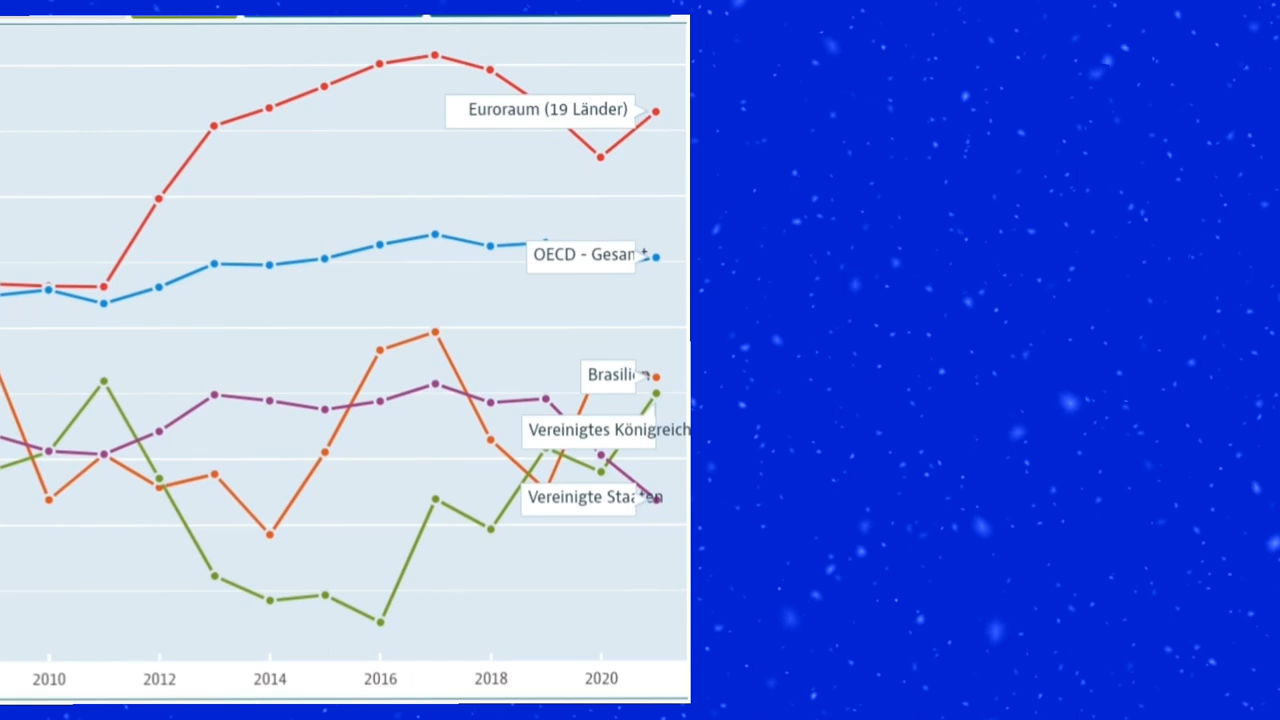 Euroraum (19 Länder)
OECD - Gesamt
Brasilien
Vereinigtes Königreich
Vereinigte Staaten
2010 2012 2014 2016 2018 2020